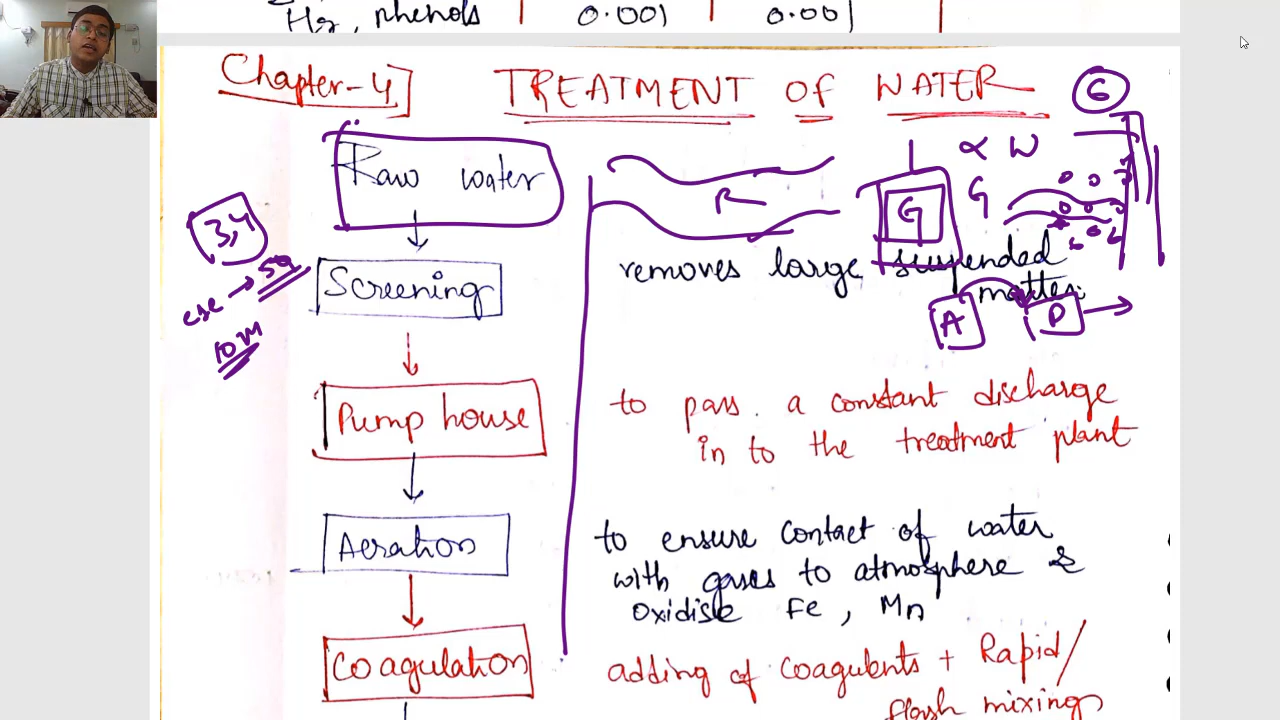 Hg, phenols 0.001 0.001
Chapter-4] TREATMENT OF WATER 6
Raw water
R
G
α W
G
3,4
ese → 5Q
10M
Screening
removes large suspended
matter.
A
P
Pump house
to pass a constant discharge
in to the treatment plant
Aeration
to ensure contact of water
with gases to atmosphere &
oxidise Fe, Mn
Coagulation
adding of coagulents + Rapid/
flash mixing